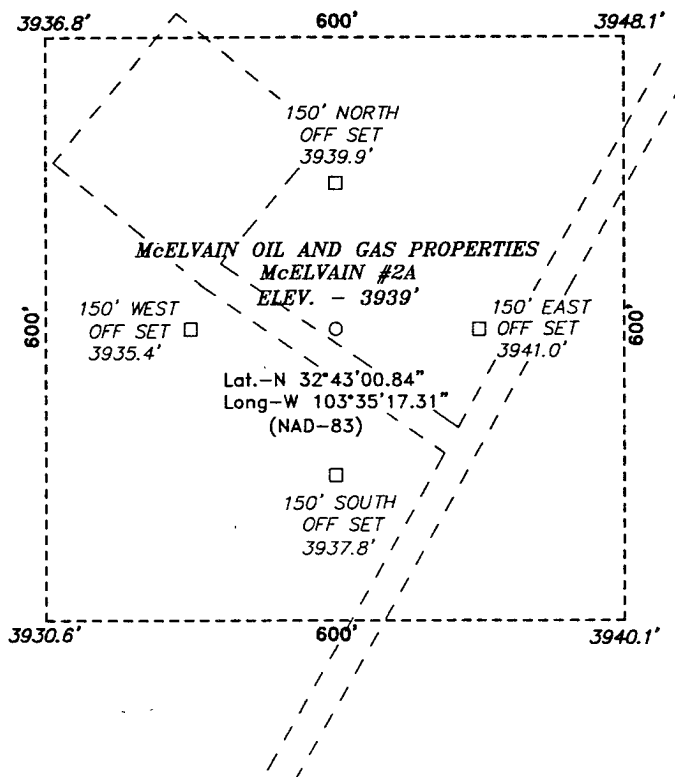 3936.8'
600'
3948.1'
150' NORTH
OFF SET
3939.9'
McELVAIN OIL AND GAS PROPERTIES
McELVAIN #2A
ELEV. - 3939'
600'
150' WEST
OFF SET
3935.4'
150' EAST
OFF SET
3941.0'
600'
Lat.-N 32°43'00.84"
Long-W 103°35'17.31"
(NAD-83)
150' SOUTH
OFF SET
3937.8'
3930.6'
600'
3940.1'